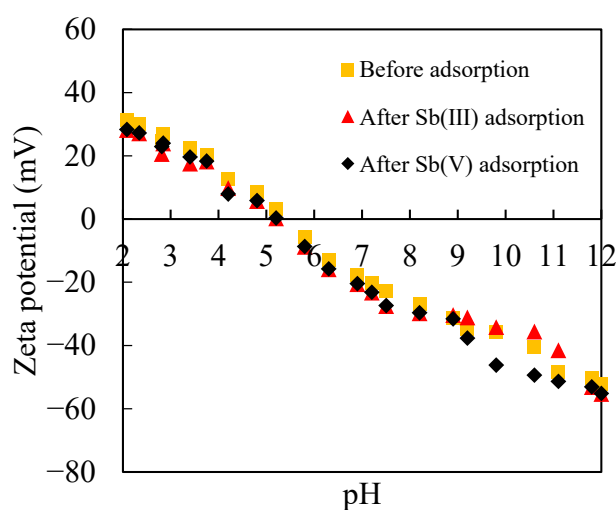 60
40
20
0
−20
−40
−60
−80
2 3 4 5 6 7 8 9 10 11 12
Zeta potential (mV)
pH
Before adsorption
After Sb(III) adsorption
After Sb(V) adsorption